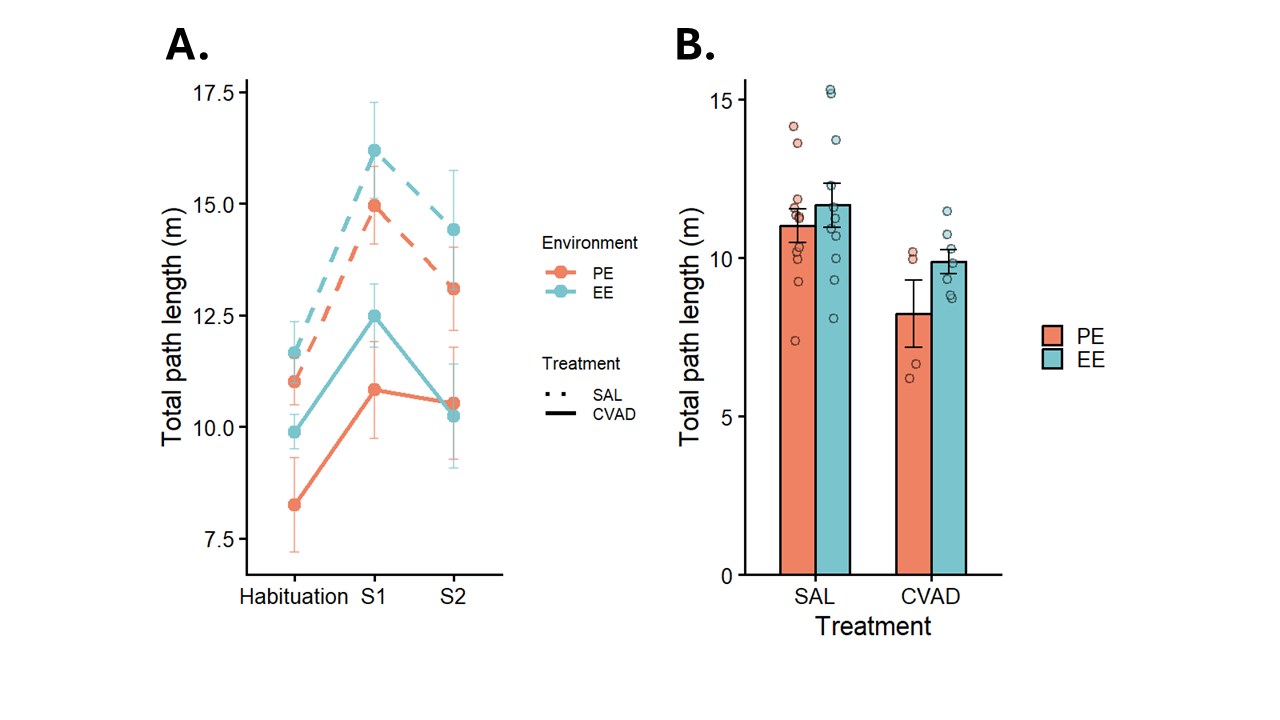 A.
Total path length (m)
17.5
15.0
12.5
10.0
7.5
Habituation S1 S2
Environment
PE
EE
Treatment
SAL
CVAD
B.
Total path length (m)
15
10
5
0
SAL CVAD
Treatment
PE
EE